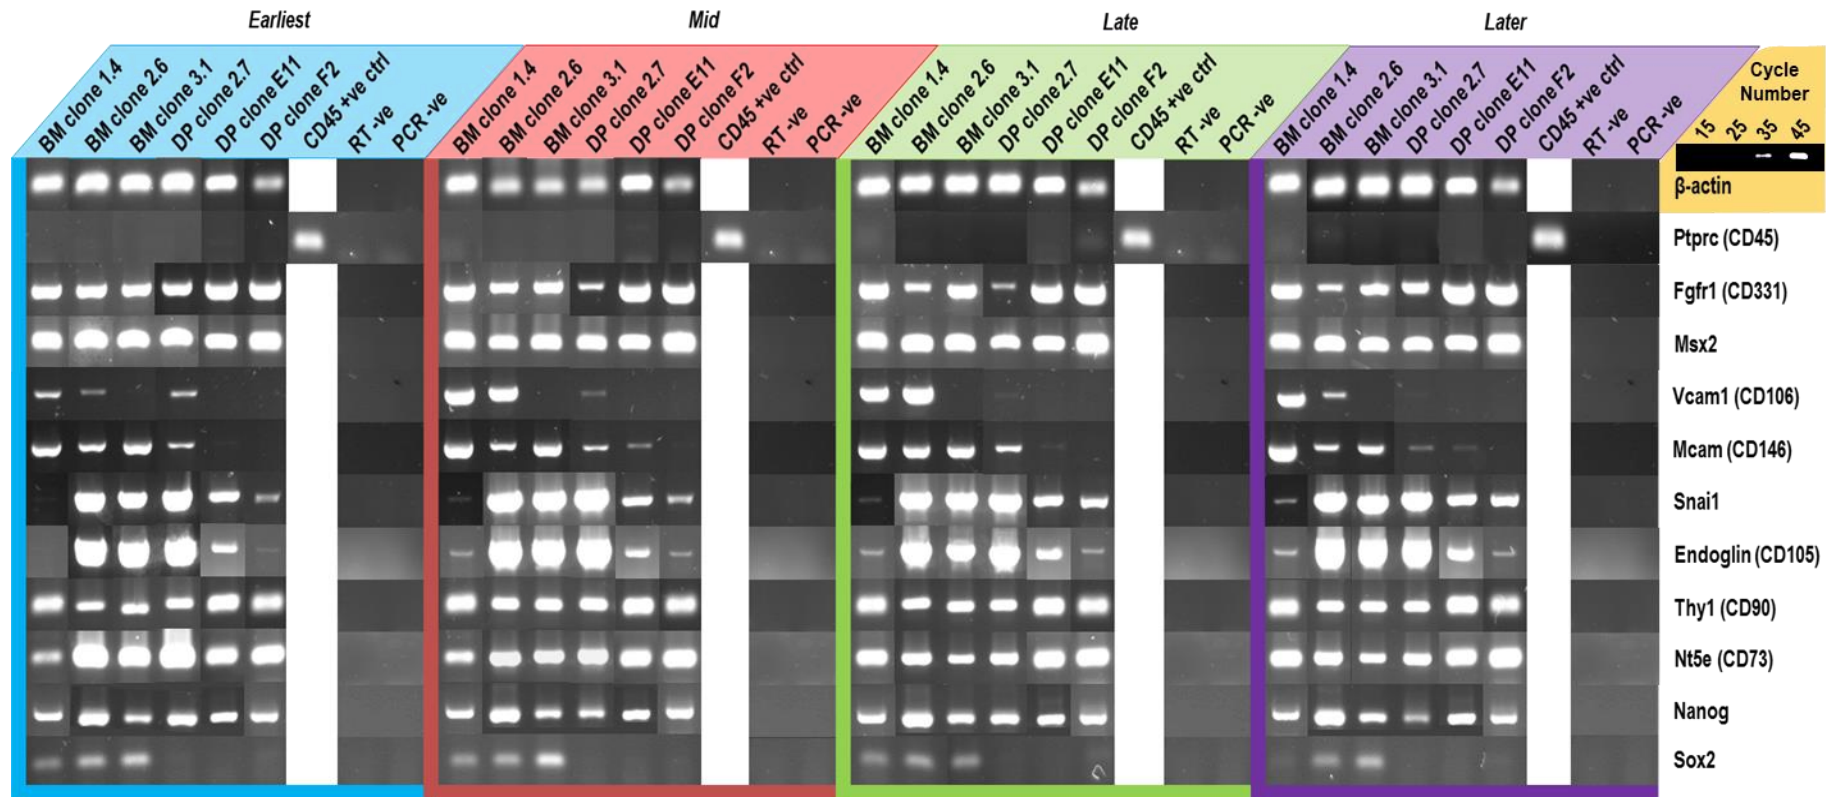 Earliest
Mid
Late
Later
BM clone 1.4
BM clone 2.6
BM clone 3.1
DP clone 2.7
DP clone E11
DP clone F2
CD45 +ve ctrl
RT -ve
PCR -ve
BM clone 1.4
BM clone 2.6
BM clone 3.1
DP clone 2.7
DP clone E11
DP clone F2
CD45 +ve ctrl
RT -ve
PCR -ve
BM clone 1.4
BM clone 2.6
BM clone 3.1
DP clone 2.7
DP clone E11
DP clone F2
CD45 +ve ctrl
RT -ve
PCR -ve
BM clone 1.4
BM clone 2.6
BM clone 3.1
DP clone 2.7
DP clone E11
DP clone F2
CD45 +ve ctrl
RT -ve
PCR -ve
Cycle
Number
15 25 35 45
β-actin
Ptprc (CD45)
Fgfr1 (CD331)
Msx2
Vcam1 (CD106)
Mcam (CD146)
Snai1
Endoglin (CD105)
Thy1 (CD90)
Nt5e (CD73)
Nanog
Sox2